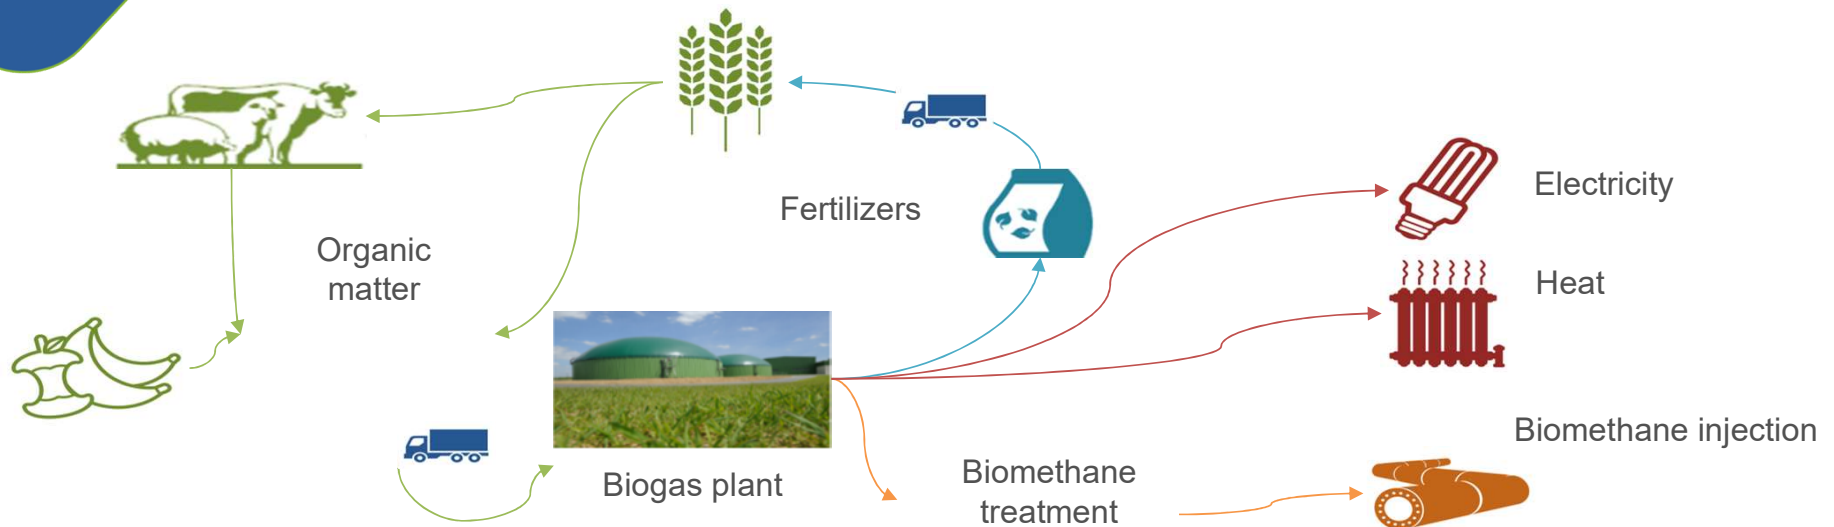 Electricity
Fertilizers
Organic
matter
Heat
Biomethane injection
Biogas plant
Biomethane
treatment